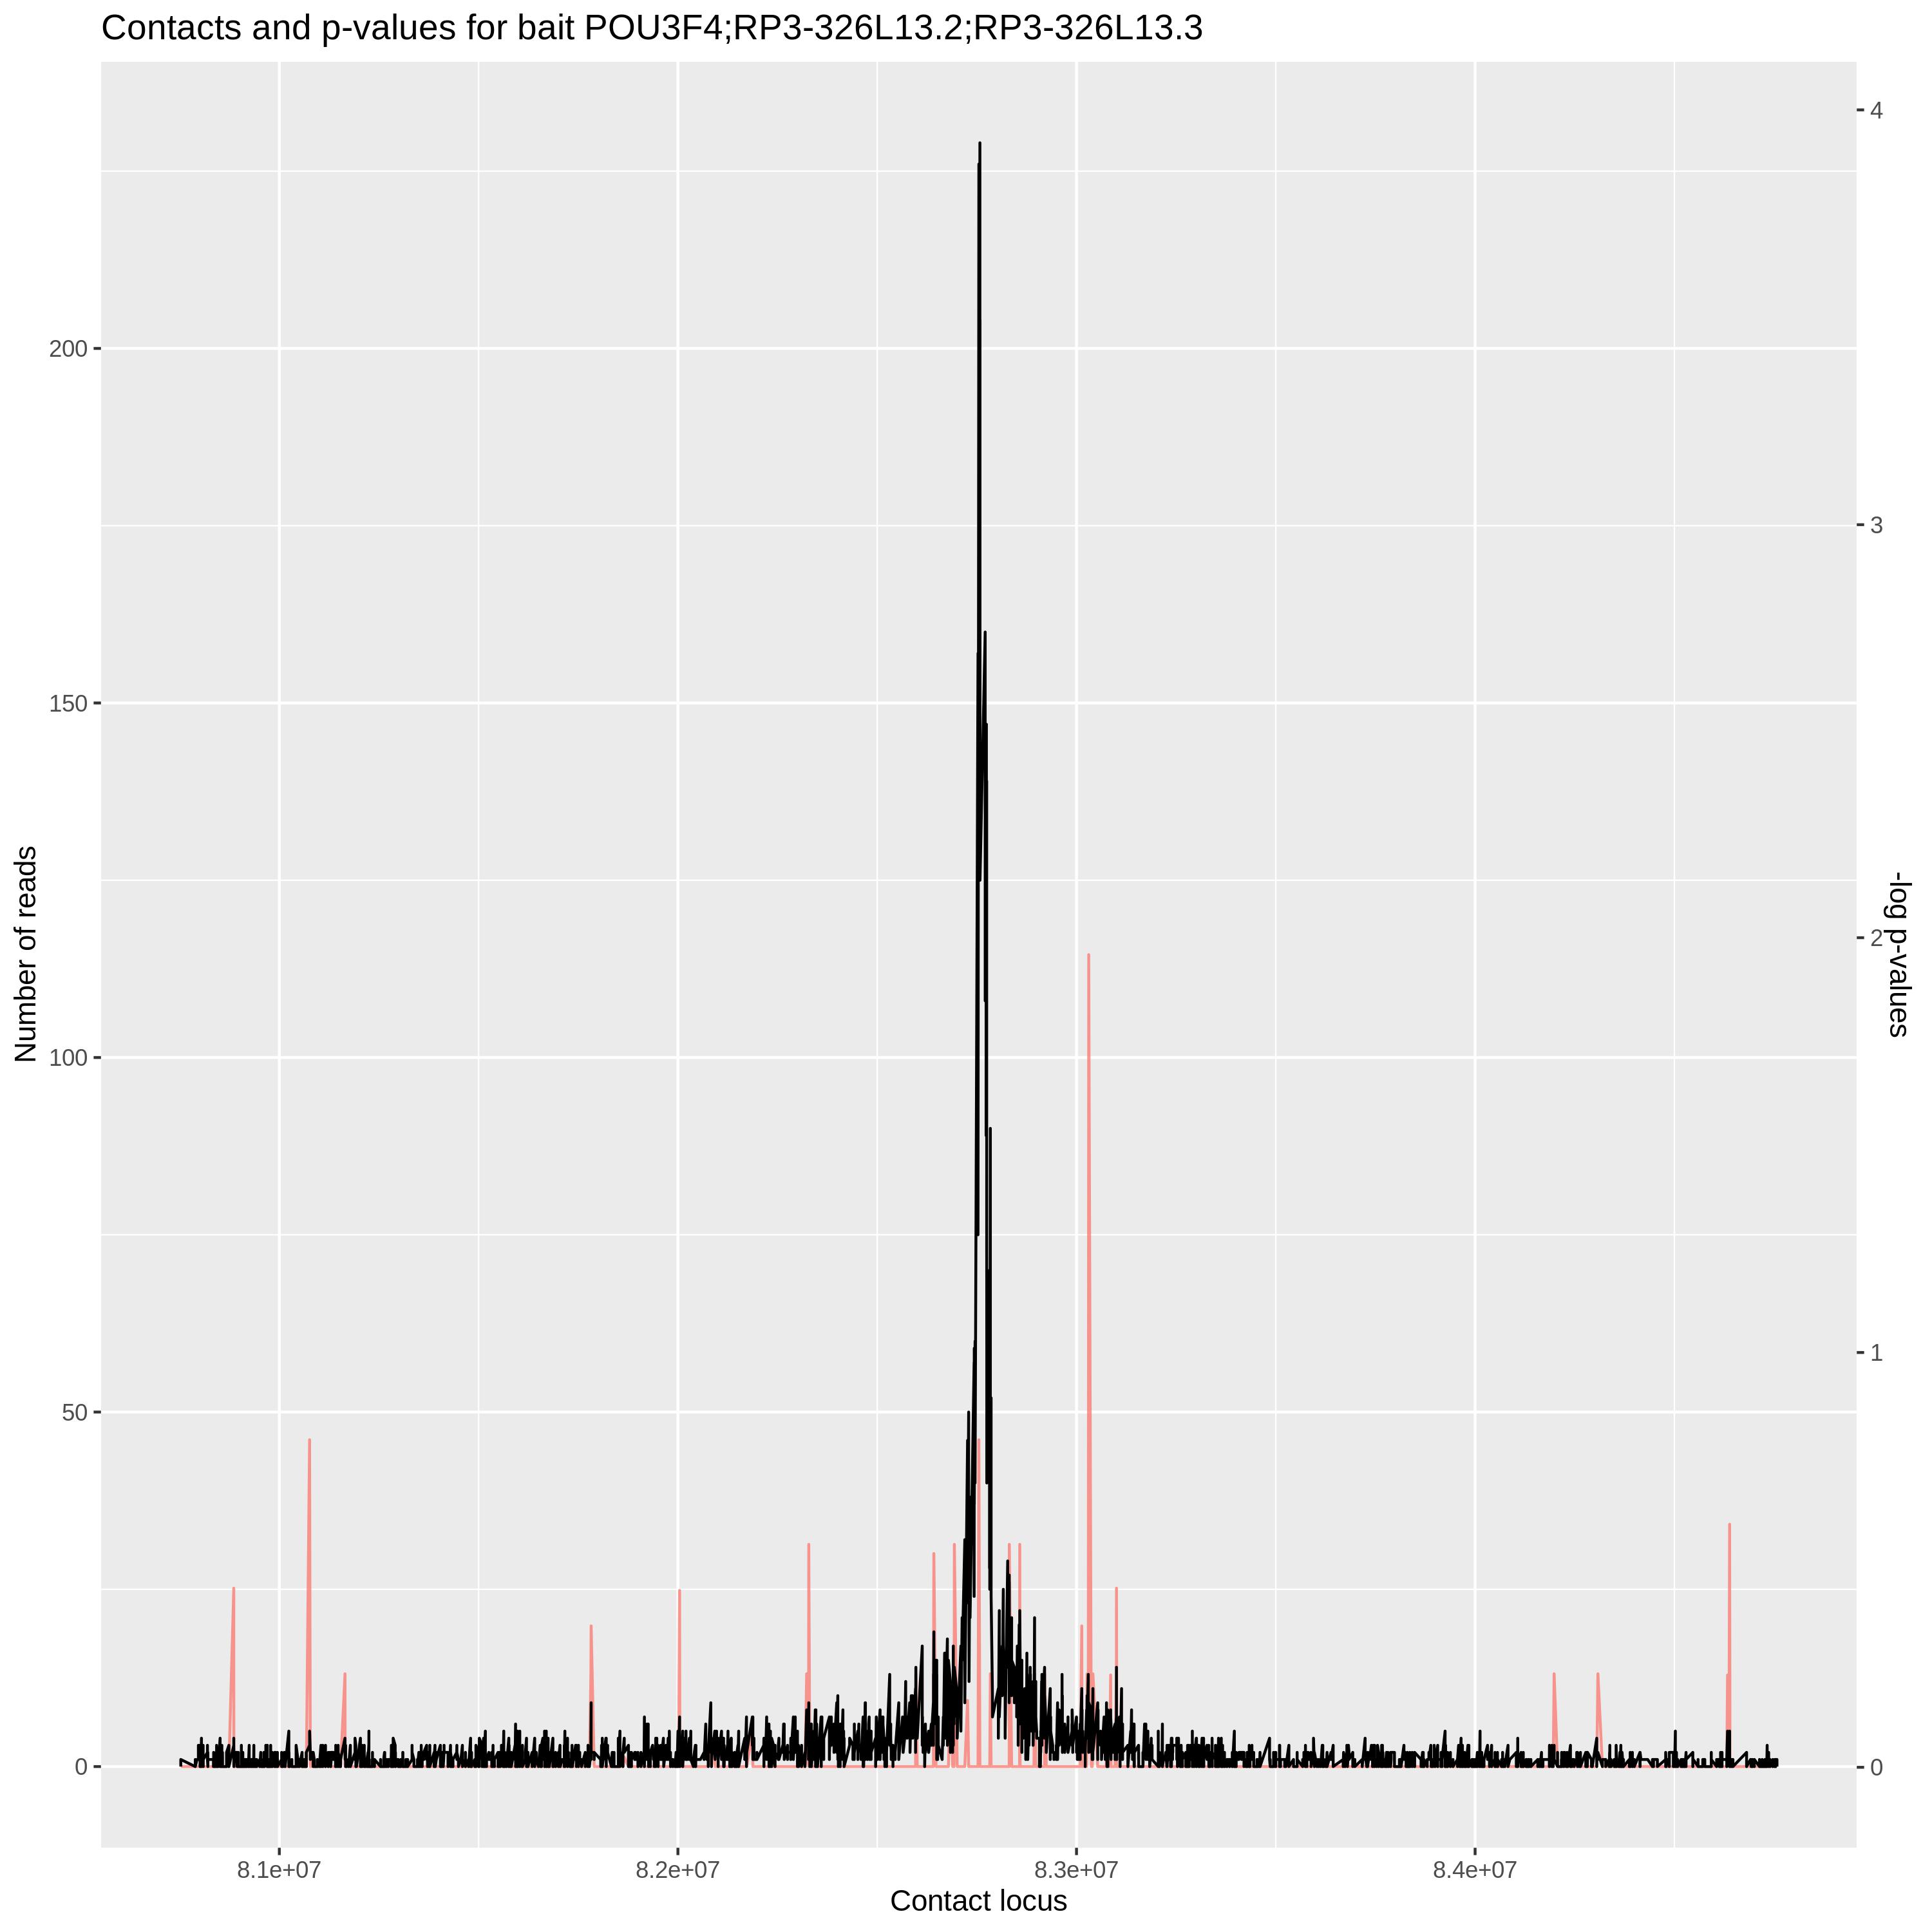 Contacts and p-values for bait POU3F4;RP3-326L13.2;RP3-326L13.3
Number of reads
200
150
100
50
0
4
3
2
1
0
-log p-values
8.1e+07
8.2e+07
8.3e+07
8.4e+07
Contact locus